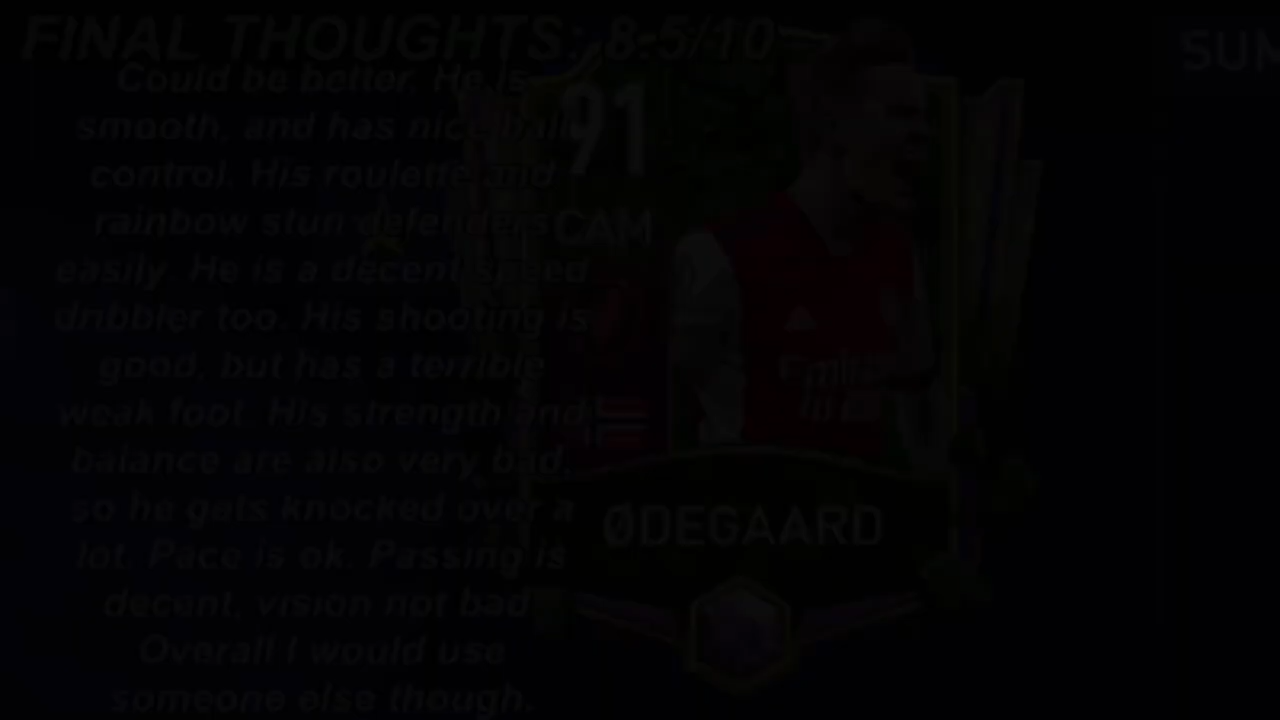 FINAL THOUGHTS: 8.5/10
SUM
Could be better. He is
smooth, and has nice ball
control. His roulette and
rainbow stun defenders
easily. He is a decent speed
dribbler too. His shooting is
good, but has a terrible
weak foot. His strength and
balance are also very bad,
so he gets knocked over a
lot. Pace is ok. Passing is
decent, vision not bad
Overall I would use
someone else though.
91
CAM
ØDEGAARD